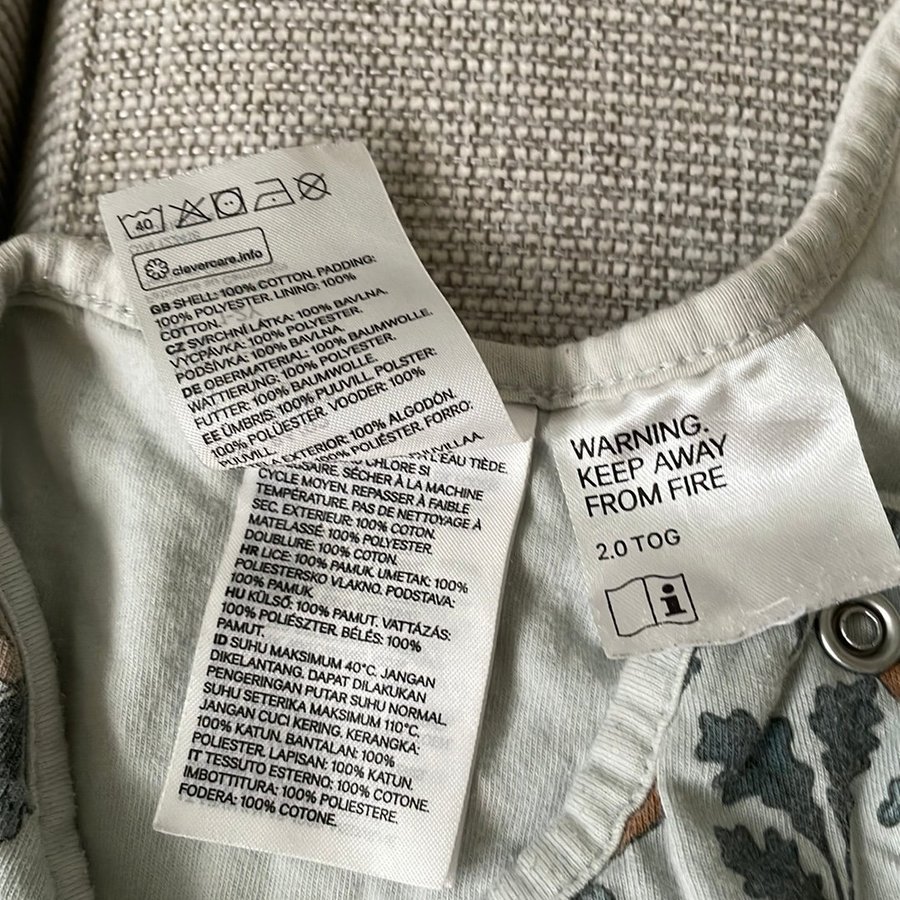 40
clevercare.info
GB SHELL: 100% COTTON. PADDING:
100% POLYESTER. LINING: 100%
COTTON.
CZ SVRCHNÍ LÁTKA: 100% BAVLNA.
VYCPÁVKA: 100% POLYESTER.
PODŠÍVKA: 100% BAVLNA.
DE OBERMATERIAL: 100% BAUMWOLLE.
WATTIERUNG: 100% POLYESTER.
FUTTER: 100% BAUMWOLLE.
EE ÜMBRIS: 100% PUUVILL. POLSTER:
100% POLÜESTER. VOODER: 100%
PUUVILL.
EXTERIOR: 100% ALGODÓN.
100% POLIÉSTER. FORRO:
L'EAU TIÈDE.
CHLORE SI
SÉCHER À LA MACHINE
CYCLE MOYEN. REPASSER À FAIBLE
TEMPÉRATURE. PAS DE NETTOYAGE À
SEC. EXTERIEUR: 100% COTON.
MATELASSÉ: 100% POLYESTER.
DOUBLURE: 100% COTON.
HR LICE: 100% PAMUK. UMETAK: 100%
POLIESTERSKO VLAKNO. PODSTAVA:
100% PAMUK.
HU KÜLSŐ: 100% PAMUT. VATTÁZÁS:
100% POLIÉSZTER. BÉLÉS: 100%
PAMUT.
ID SUHU MAKSIMUM 40°C. JANGAN
DIKELANTANG. DAPAT DILAKUKAN
PENGERINGAN PUTAR SUHU NORMAL.
SUHU SETERIKA MAKSIMUM 110°C.
JANGAN CUCI KERING. KERANGKA:
100% KATUN. BANTALAN: 100%
POLIESTER. LAPISAN: 100% KATUN.
IT TESSUTO ESTERNO: 100% COTONE.
IMBOTTITURA: 100% POLIESTERE.
FODERA: 100% COTONE.
WARNING.
KEEP AWAY
FROM FIRE
2.0 TOG
i